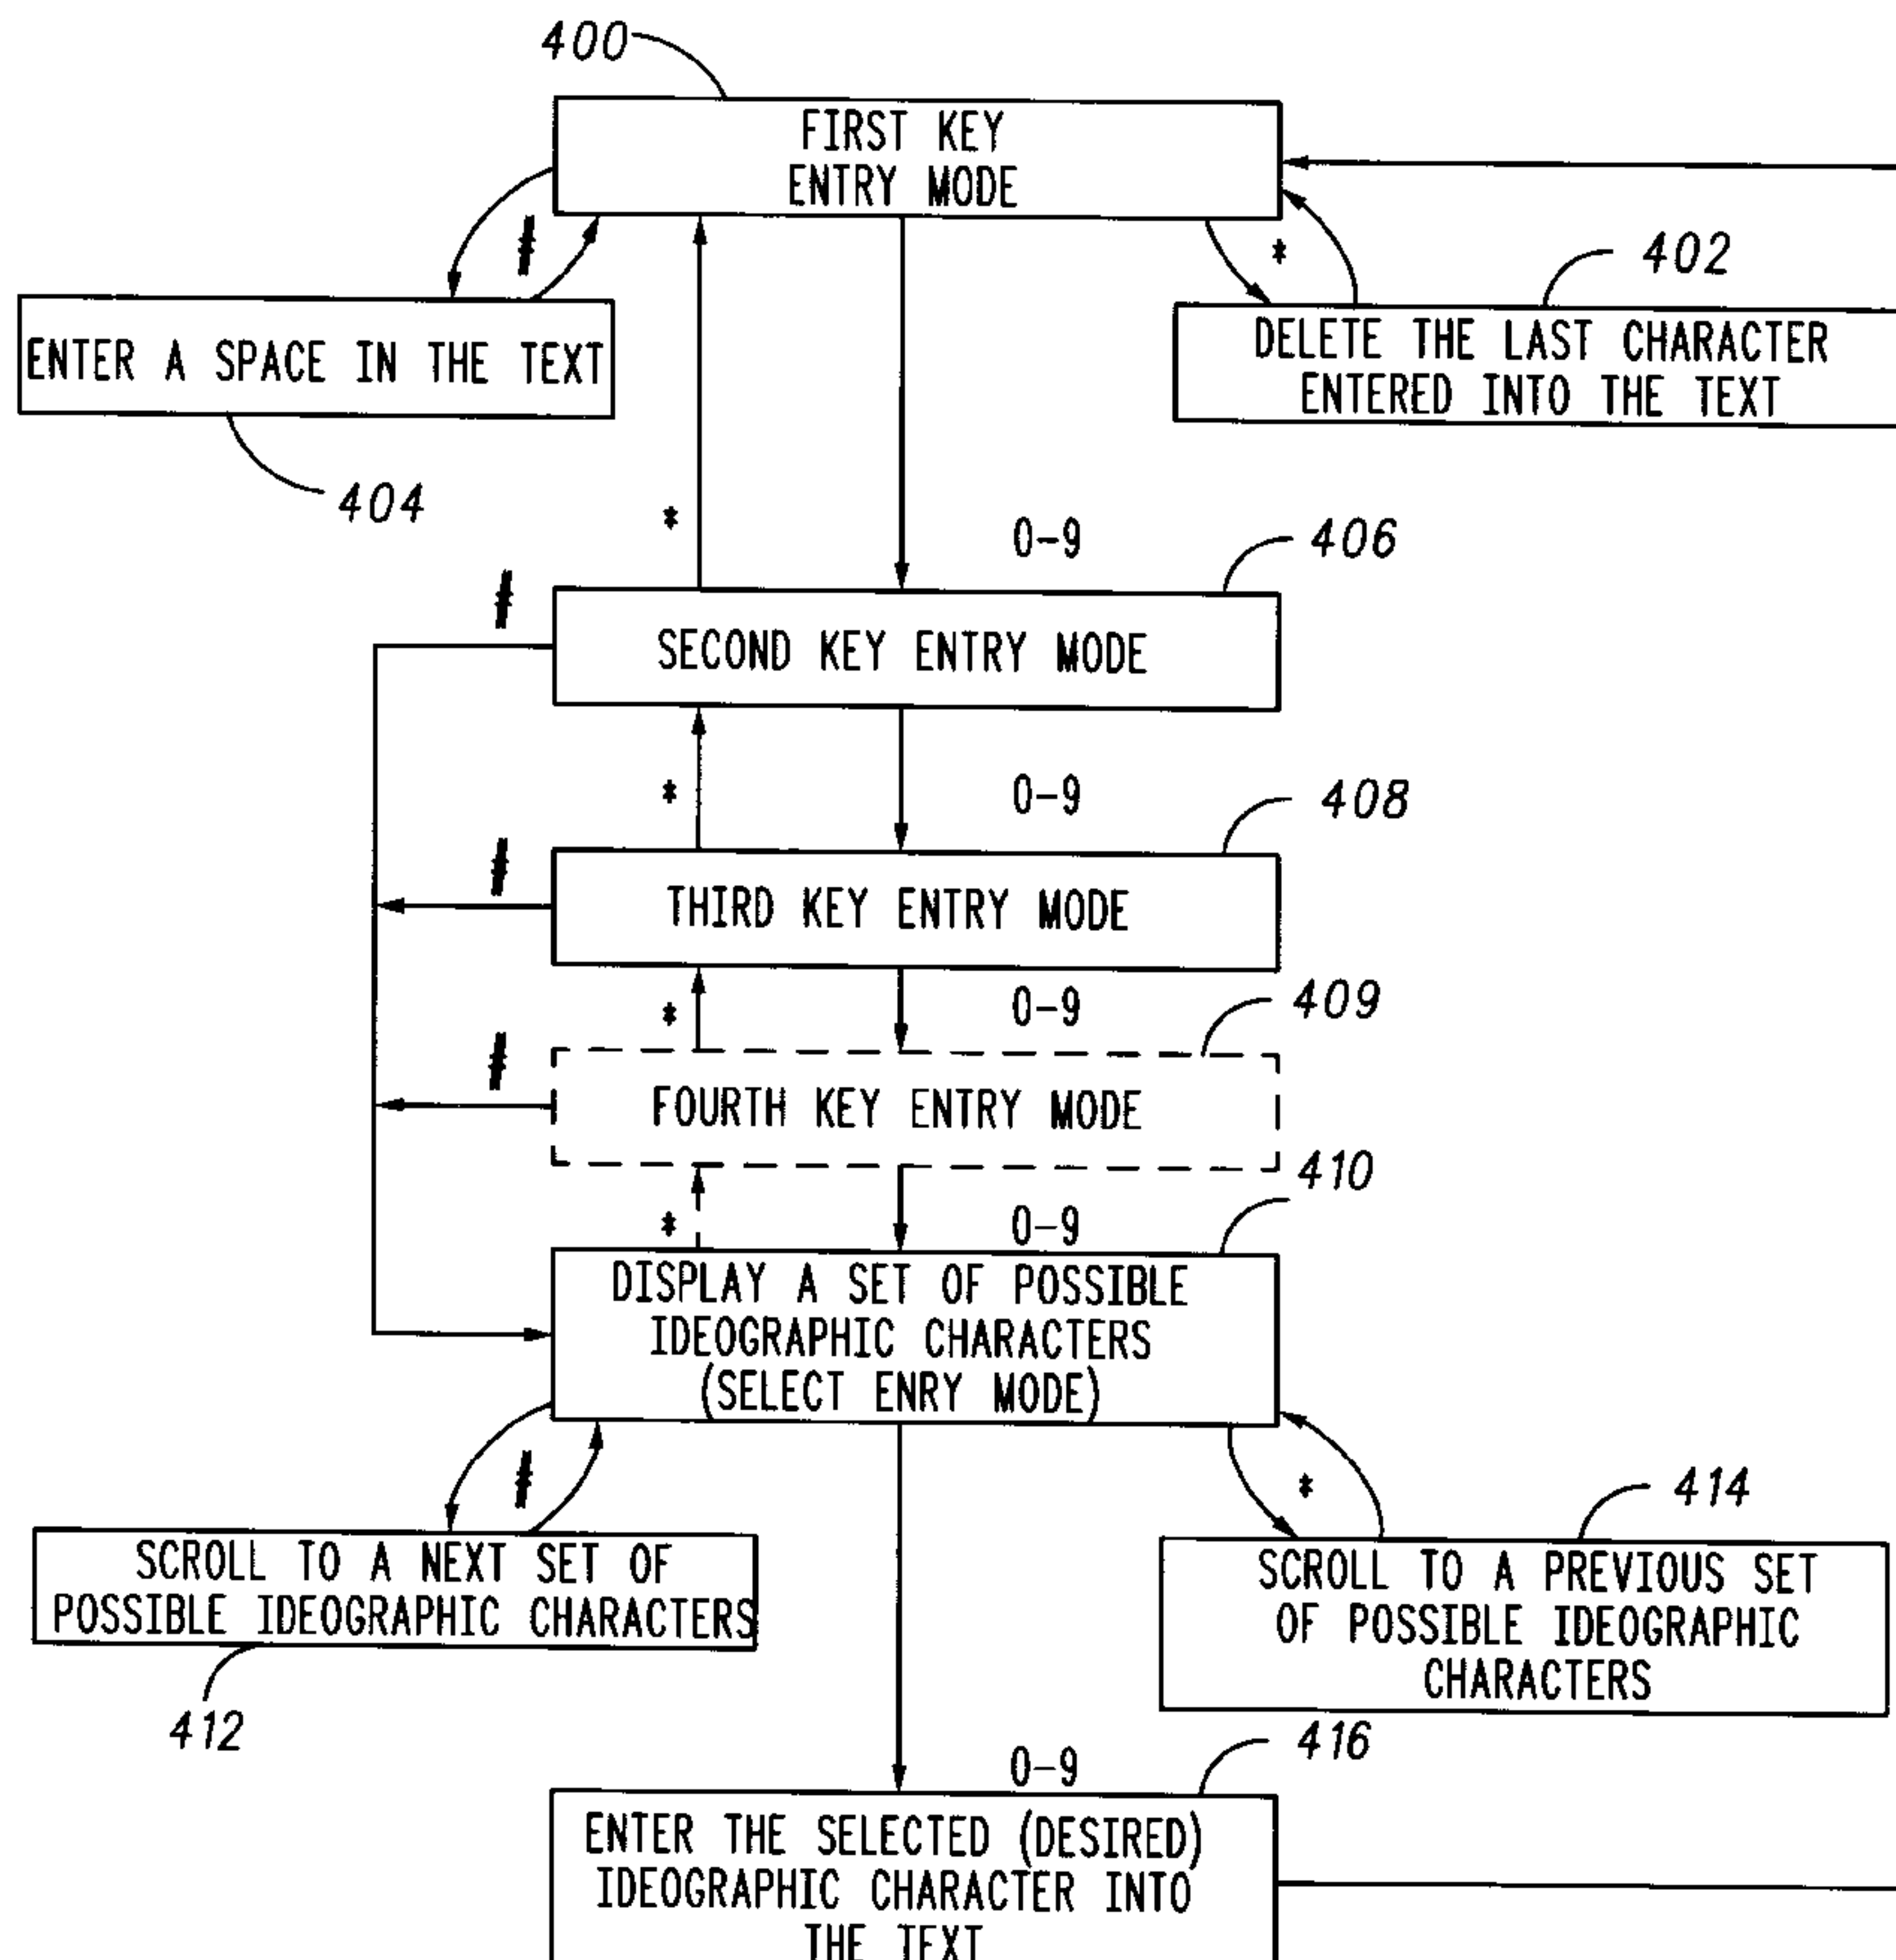 400
FIRST KEY
ENTRY MODE
#
*
402
ENTER A SPACE IN THE TEXT
DELETE THE LAST CHARACTER
ENTERED INTO THE TEXT
404
*
0-9
406
#
SECOND KEY ENTRY MODE
*
0-9
408
#
THIRD KEY ENTRY MODE
*
0-9
409
#
FOURTH KEY ENTRY MODE
410
*
0-9
DISPLAY A SET OF POSSIBLE
IDEOGRAPHIC CHARACTERS
(SELECT ENRY MODE)
#
*
414
SCROLL TO A NEXT SET OF
POSSIBLE IDEOGRAPHIC CHARACTERS
SCROLL TO A PREVIOUS SET
OF POSSIBLE IDEOGRAPHIC
CHARACTERS
412
0-9
416
ENTER THE SELECTED (DESIRED)
IDEOGRAPHIC CHARACTER INTO
THE TEXT